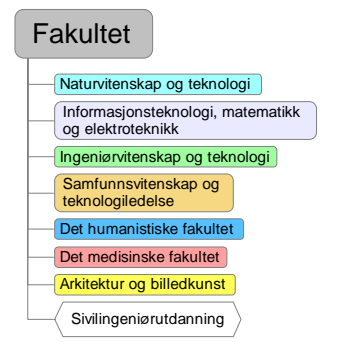 Fakultet
Naturvitenskap og teknologi
Informasjonsteknologi, matematikk
og elektroteknikk
Ingeniørvitenskap og teknologi
Samfunnsvitenskap og
teknologiledelse
Det humanistiske fakultet
Det medisinske fakultet
Arkitektur og billedkunst
Sivilingeniørutdanning